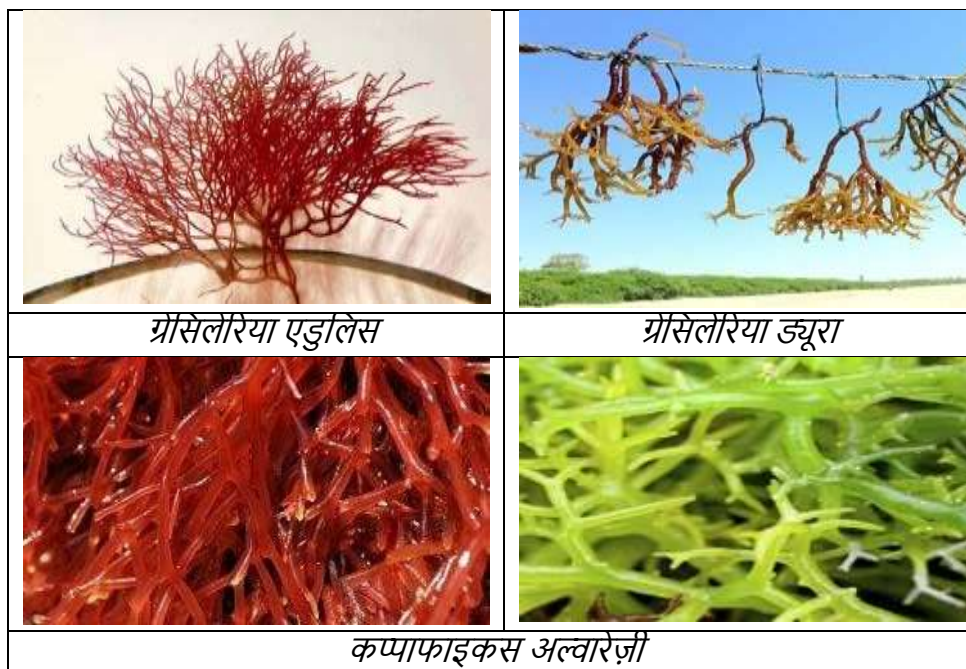 ग्रेसिलेरिया एडुलिस
ग्रेसिलेरिया ड्यूरा
कप्पाफाइकस अल्वारेज़ी